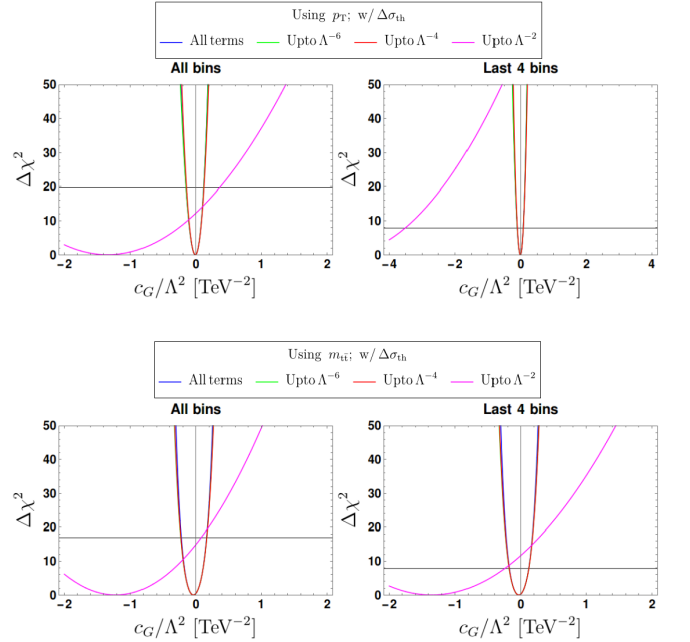 Using p_T; w/ Δσ_th
All terms Upto Λ^-6 Upto Λ^-4 Upto Λ^-2
All bins Last 4 bins
50 50
40 40
30 30
Δχ² Δχ²
20 20
10 10
0 0
-2 -1 0 1 2 -4 -2 0 2 4
c_G/Λ² [TeV^-2] c_G/Λ² [TeV^-2]
Using m_tt̄; w/ Δσ_th
All terms Upto Λ^-6 Upto Λ^-4 Upto Λ^-2
All bins Last 4 bins
50 50
40 40
30 30
Δχ² Δχ²
20 20
10 10
0 0
-2 -1 0 1 2 -2 -1 0 1 2
c_G/Λ² [TeV^-2] c_G/Λ² [TeV^-2]